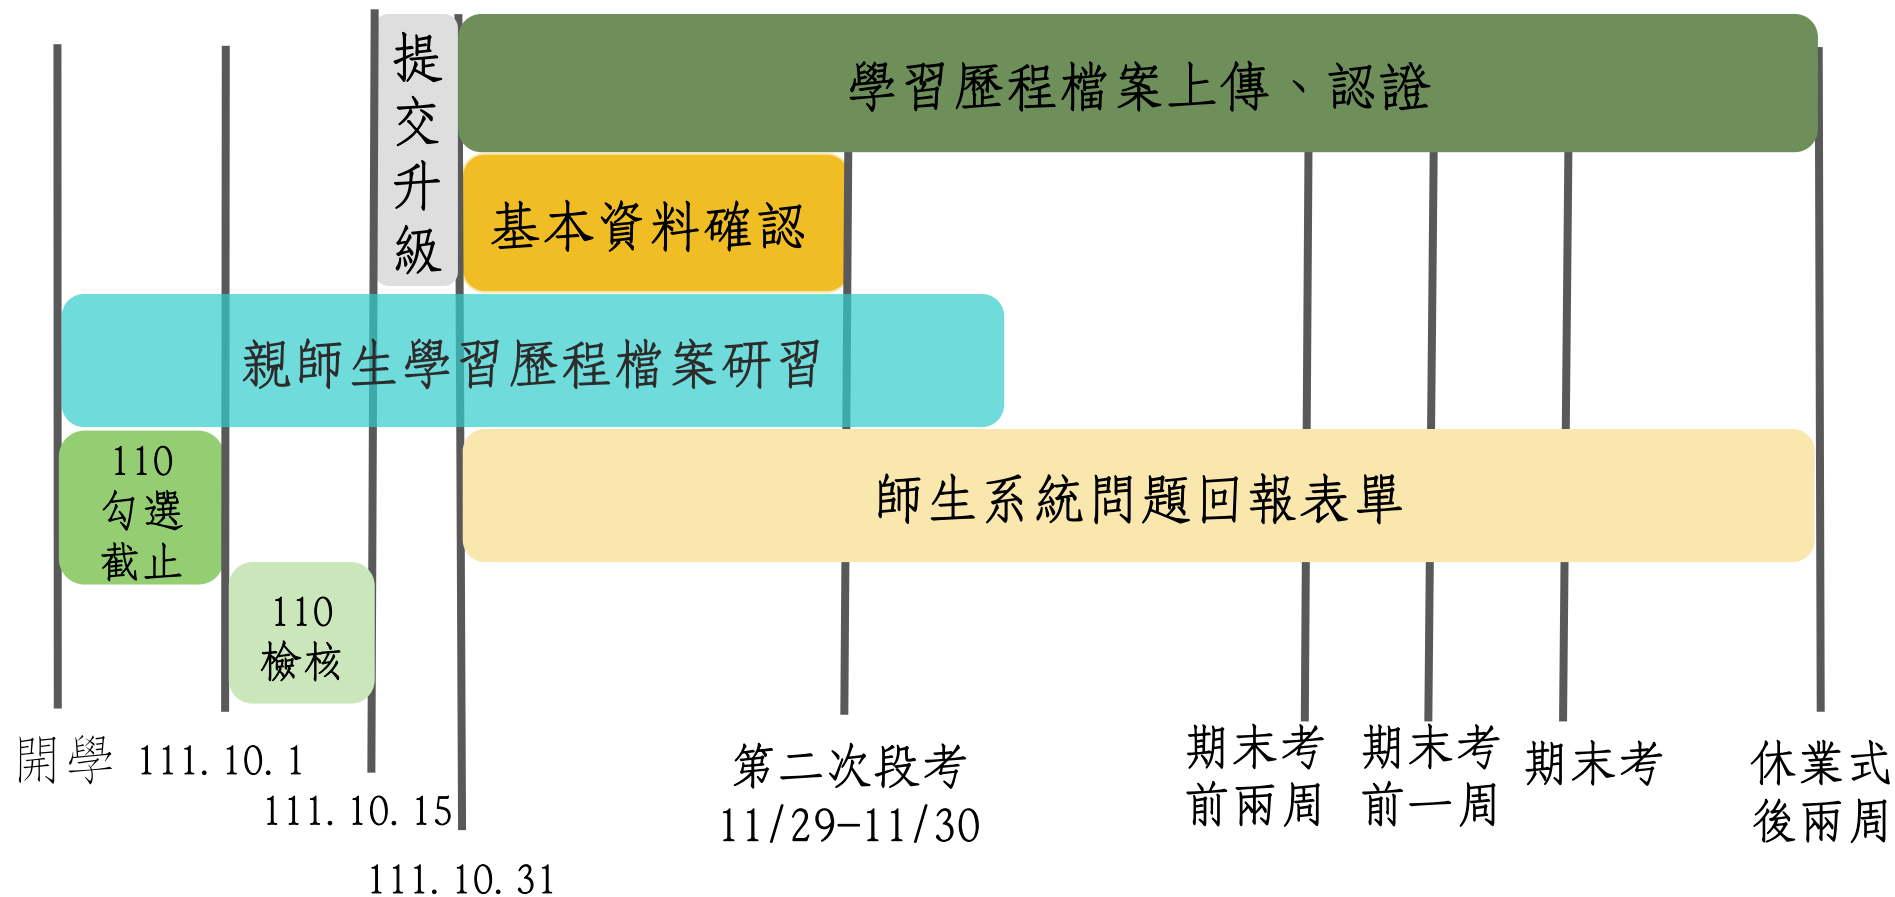 提
交
升
級
學習歷程檔案上傳、認證
基本資料確認
親師生學習歷程檔案研習
110
勾選
截止
師生系統問題回報表單
110
檢核
開學
111.10.1
111.10.15
111.10.31
第二次段考
11/29-11/30
期末考
前兩周
期末考
前一周
期末考
休業式
後兩周